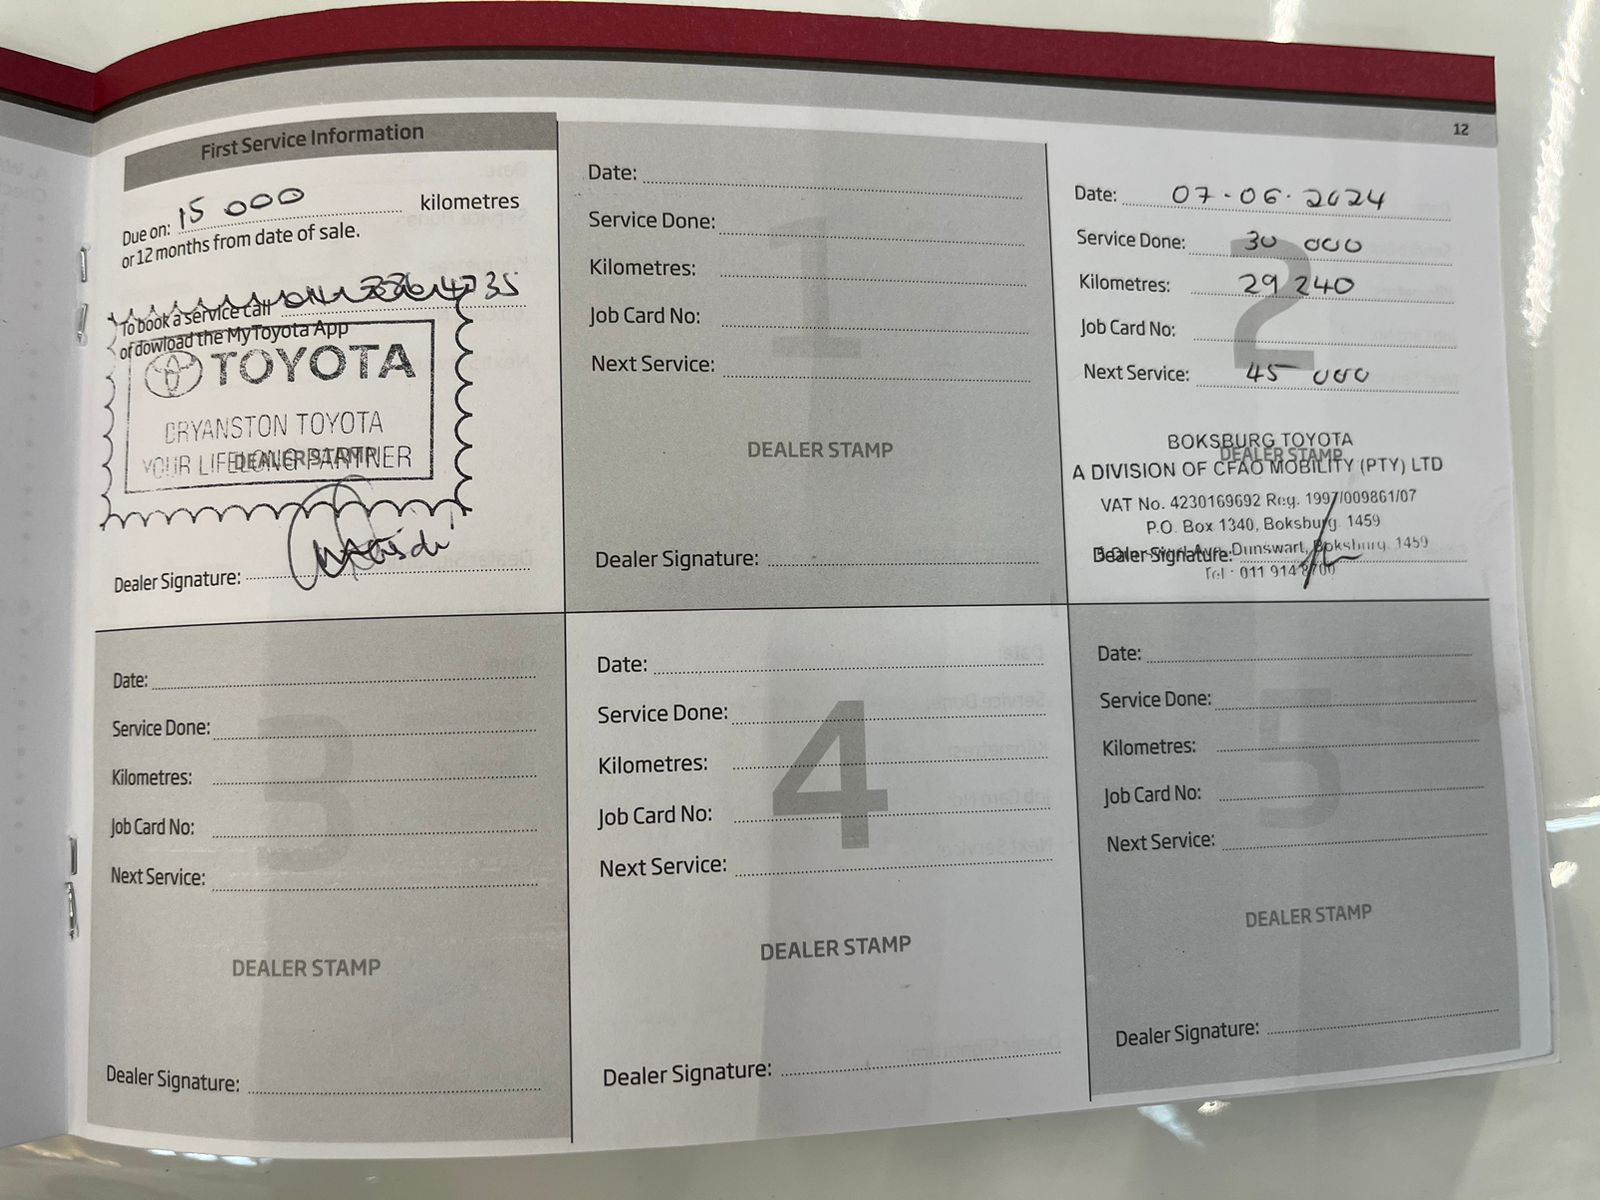 12
First Service Information
Due on: 15 000 kilometres
or 12 months from date of sale.
To book a service call
or dowload the MyToyota App
TOYOTA
BRYANSTON TOYOTA
YOUR LIFELONG PARTNER
DEALER STAMP
Dealer Signature:
1
Date:
Service Done:
Kilometres:
Job Card No:
Next Service:
DEALER STAMP
Dealer Signature:
2
Date: 07-06-2024
Service Done: 30 000
Kilometres: 29 240
Job Card No:
Next Service: 45 000
DEALER STAMP
BOKSBURG TOYOTA
A DIVISION OF CFAO MOBILITY (PTY) LTD
VAT No. 4230169692 Reg. 1997/009861/07
P.O. Box 1340, Boksburg. 1459
Dunswart, Boksburg. 1459
Tel : 011 914 8700
Dealer Signature:
3
Date:
Service Done:
Kilometres:
Job Card No:
Next Service:
DEALER STAMP
Dealer Signature:
4
Date:
Service Done:
Kilometres:
Job Card No:
Next Service:
DEALER STAMP
Dealer Signature:
5
Date:
Service Done:
Kilometres:
Job Card No:
Next Service:
DEALER STAMP
Dealer Signature: